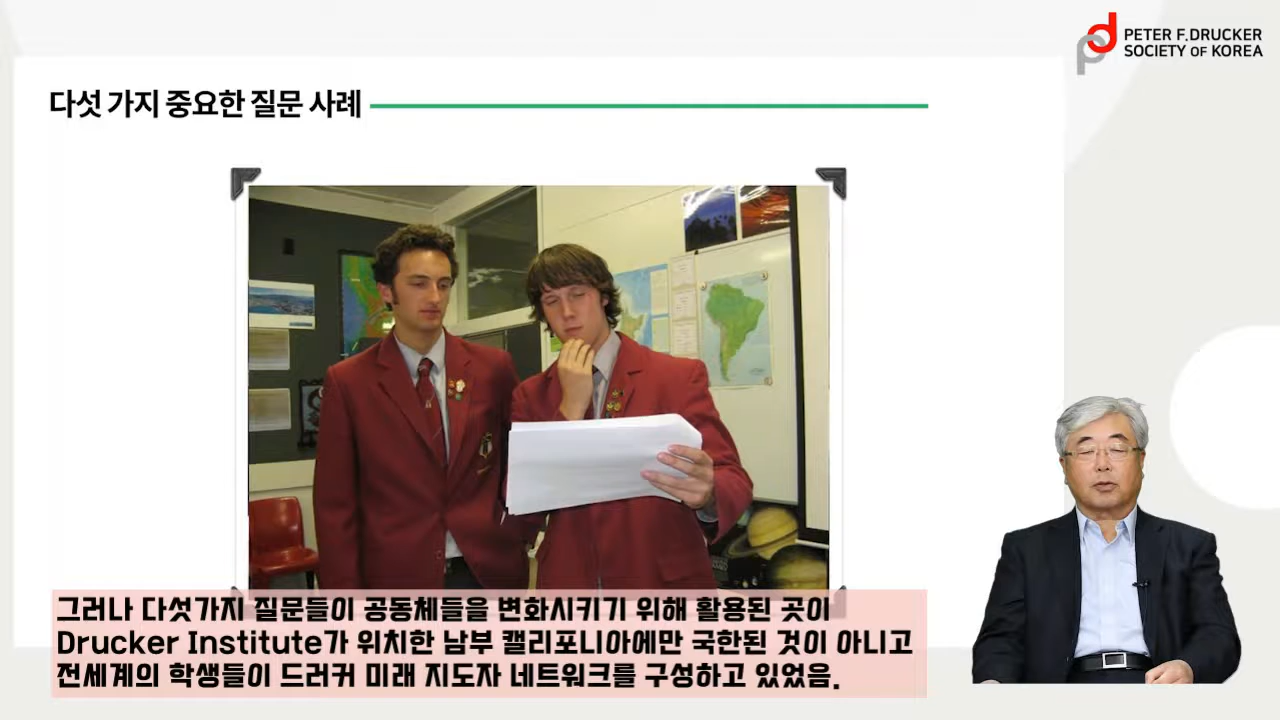 PETER F.DRUCKER
SOCIETY OF KOREA
다섯 가지 중요한 질문 사례
그러나 다섯가지 질문들이 공동체들을 변화시키기 위해 활용된 곳이
Drucker Institute가 위치한 남부 캘리포니아에만 국한된 것이 아니고
전세계의 학생들이 드러커 미래 지도자 네트워크를 구성하고 있었음.